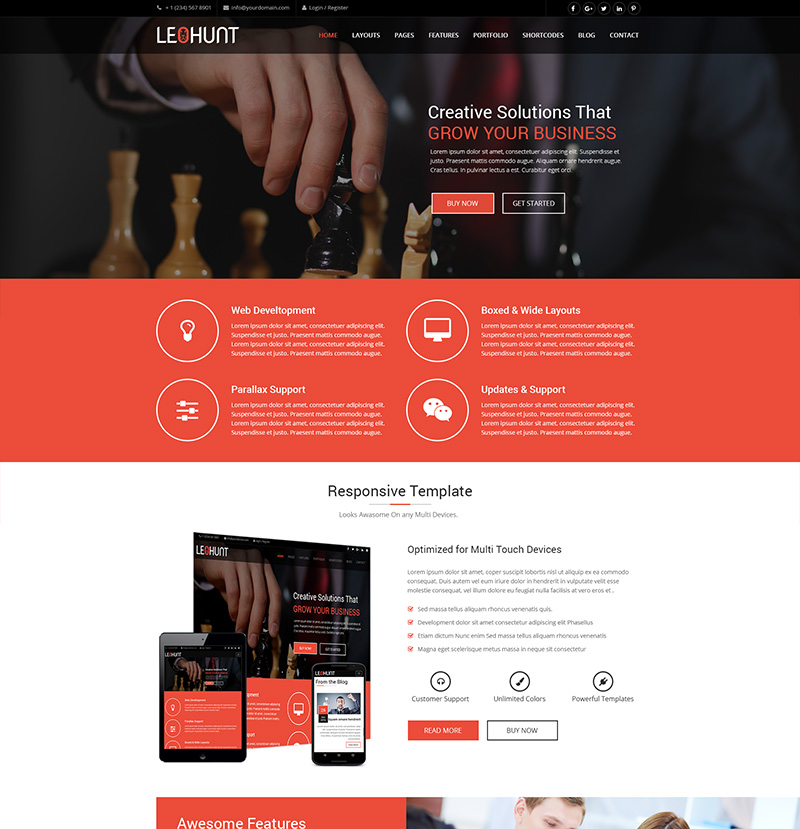 + 1 (234) 567 8901 info@yourdomain.com Login / Register
LEOHUNT
HOME LAYOUTS PAGES FEATURES PORTFOLIO SHORTCODES BLOG CONTACT
Creative Solutions That
GROW YOUR BUSINESS
Lorem ipsum dolor sit amet, consectetuer adipiscing elit. Suspendisse et
justo. Praesent mattis commodo augue. Aliquam ornare hendrerit augue.
Cras tellus. In pulvinar lectus a est. Curabitur eget orci
BUY NOW GET STARTED
Web Develtopment
Lorem ipsum dolor sit amet, consectetuer adipiscing elit.
Suspendisse et justo. Praesent mattis commodo augue.
Lorem ipsum dolor sit amet, consectetuer adipiscing elit.
Suspendisse et justo. Praesent commodo augue.
Boxed & Wide Layouts
Lorem ipsum dolor sit amet, consectetuer adipiscing elit.
Suspendisse et justo. Praesent mattis commodo augue.
Lorem ipsum dolor sit amet, consectetuer adipiscing elit.
Suspendisse et justo. Praesent commodo augue.
Parallax Support
Lorem ipsum dolor sit amet, consectetuer adipiscing elit.
Suspendisse et justo. Praesent mattis commodo augue.
Lorem ipsum dolor sit amet, consectetuer adipiscing elit.
Suspendisse et justo. Praesent mattis commodo augue.
Updates & Support
Lorem ipsum dolor sit amet, consectetuer adipiscing elit.
Suspendisse et justo. Praesent mattis commodo augue.
Lorem ipsum dolor sit amet, consectetuer adipiscing elit.
Suspendisse et justo. Praesent mattis commodo augue.
Responsive Template
Looks Awasome On any Multi Devices.
LEOHUNT
Creative Solutions That
GROW YOUR BUSINESS
BUY NOW GET STARTED
LEOHUNT
From the Blog
Optimized for Multi Touch Devices
Lorem ipsum dolor sit amet, coper suscipit lobortis nisl ut aliquip ex ea commodo
consequat. Duis autem vel eum iriure dolor in hendrerit in vulputate velit esse
molestie consequat, vel illum dolore eu feugiat nulla facilisis at vero eros et .
Sed massa tellus aliquam rhoncus venenatis quis.
Development dolor sit amet consectetur adipiscing elit Phasellus
Etiam dictum Nunc enim Sed massa tellus aliquam rhoncus venenatis
Magna eget scelerisque metus massa in neque sit consectetur
Customer Support Unlimited Colors Powerful Templates
READ MORE BUY NOW
Awesome Features